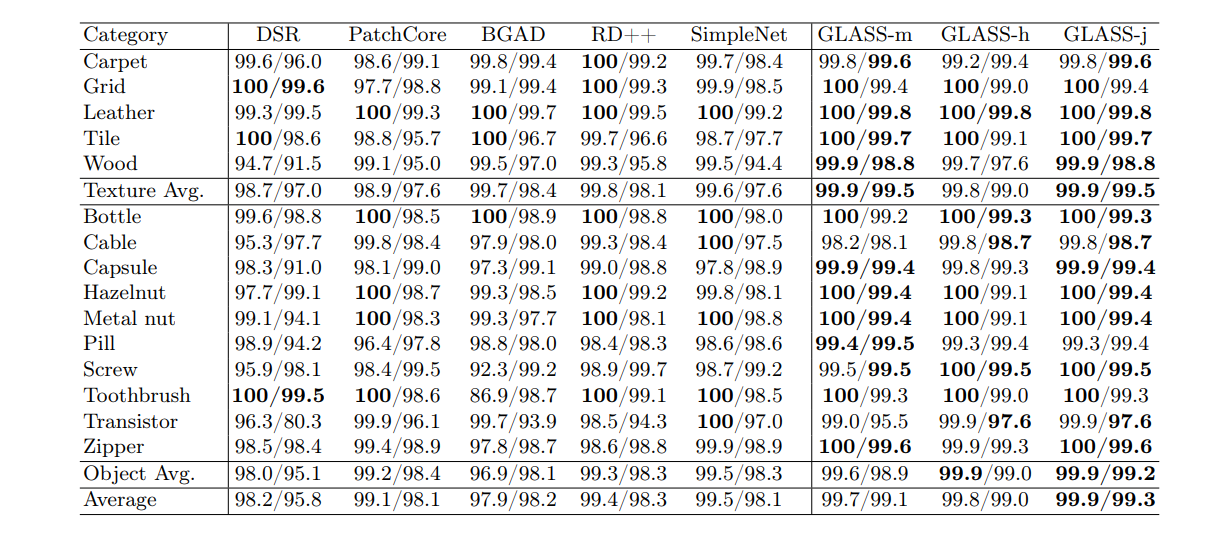 Category DSR PatchCore BGAD RD++ SimpleNet GLASS-m GLASS-h GLASS-j
Carpet 99.6/96.0 98.6/99.1 99.8/99.4 100/99.2 99.7/98.4 99.8/99.6 99.2/99.4 99.8/99.6
Grid 100/99.6 97.7/98.8 99.1/99.4 100/99.3 99.9/98.5 100/99.4 100/99.0 100/99.4
Leather 99.3/99.5 100/99.3 100/99.7 100/99.5 100/99.2 100/99.8 100/99.8 100/99.8
Tile 100/98.6 98.8/95.7 100/96.7 99.7/96.6 98.7/97.7 100/99.7 100/99.1 100/99.7
Wood 94.7/91.5 99.1/95.0 99.5/97.0 99.3/95.8 99.5/94.4 99.9/98.8 99.7/97.6 99.9/98.8
Texture Avg. 98.7/97.0 98.9/97.6 99.7/98.4 99.8/98.1 99.6/97.6 99.9/99.5 99.8/99.0 99.9/99.5
Bottle 99.6/98.8 100/98.5 100/98.9 100/98.8 100/98.0 100/99.2 100/99.3 100/99.3
Cable 95.3/97.7 99.8/98.4 97.9/98.0 99.3/98.4 100/97.5 98.2/98.1 99.8/98.7 99.8/98.7
Capsule 98.3/91.0 98.1/99.0 97.3/99.1 99.0/98.8 97.8/98.9 99.9/99.4 99.8/99.3 99.9/99.4
Hazelnut 97.7/99.1 100/98.7 99.3/98.5 100/99.2 99.8/98.1 100/99.4 100/99.1 100/99.4
Metal nut 99.1/94.1 100/98.3 99.3/97.7 100/98.1 100/98.8 100/99.4 100/99.1 100/99.4
Pill 98.9/94.2 96.4/97.8 98.8/98.0 98.4/98.3 98.6/98.6 99.4/99.5 99.3/99.4 99.3/99.4
Screw 95.9/98.1 98.4/99.5 92.3/99.2 98.9/99.7 98.7/99.2 99.5/99.5 100/99.5 100/99.5
Toothbrush 100/99.5 100/98.6 86.9/98.7 100/99.1 100/98.5 100/99.3 100/99.0 100/99.3
Transistor 96.3/80.3 99.9/96.1 99.7/93.9 98.5/94.3 100/97.0 99.0/95.5 99.9/97.6 99.9/97.6
Zipper 98.5/98.4 99.4/98.9 97.8/98.7 98.6/98.8 99.9/98.9 100/99.6 99.9/99.3 100/99.6
Object Avg. 98.0/95.1 99.2/98.4 96.9/98.1 99.3/98.3 99.5/98.3 99.6/98.9 99.9/99.0 99.9/99.2
Average 98.2/95.8 99.1/98.1 97.9/98.2 99.4/98.3 99.5/98.1 99.7/99.1 99.8/99.0 99.9/99.3